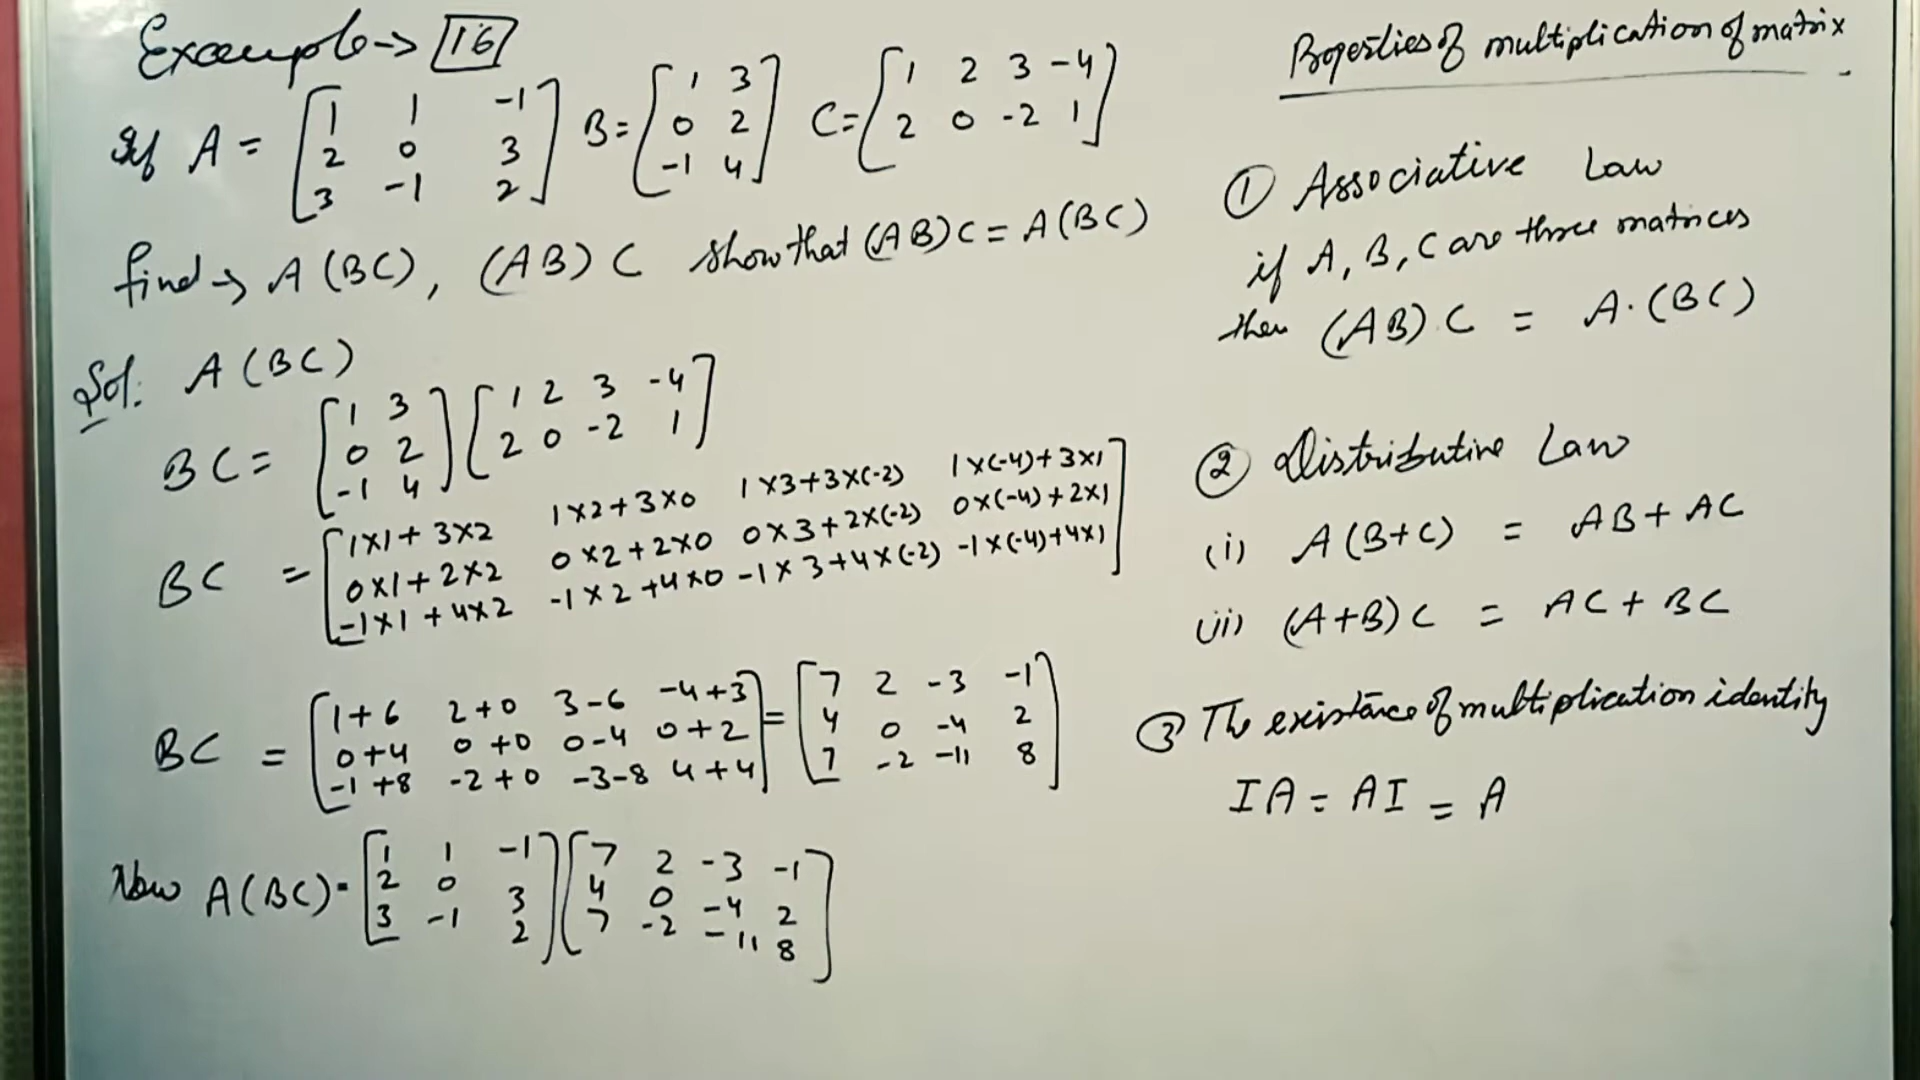 Example → 16
If A = [1 1 -1 B = [1 3 C = [1 2 3 -4
2 0 3] 0 2] 2 0 -2 1]
3 -1 2 -1 4
find → A(BC), (AB)C show that (AB)C = A(BC)
Sol: A(BC)
BC = [1 3 [1 2 3 -4
0 2] 2 0 -2 1]
-1 4
BC = [1×1+3×2 1×2+3×0 1×3+3×(-2) 1×(-4)+3×1
0×1+2×2 0×2+2×0 0×3+2×(-2) 0×(-4)+2×1
-1×1+4×2 -1×2+4×0 -1×3+4×(-2) -1×(-4)+4×1]
BC = [1+6 2+0 3-6 -4+3 = [7 2 -3 -1
0+4 0+0 0-4 0+2 4 0 -4 2
-1+8 -2+0 -3-8 4+4] 7 -2 -11 8]
Now A(BC) = [1 1 -1 [7 2 -3 -1
2 0 3 4 0 -4 2
3 -1 2] 7 -2 -11 8]
Properties of multiplication of matrix
① Associative Law
if A, B, C are three matrices
then (AB).C = A.(BC)
② Distributive Law
(i) A(B+C) = AB + AC
(ii) (A+B)C = AC + BC
③ The existance of multiplication identity
IA = AI = A